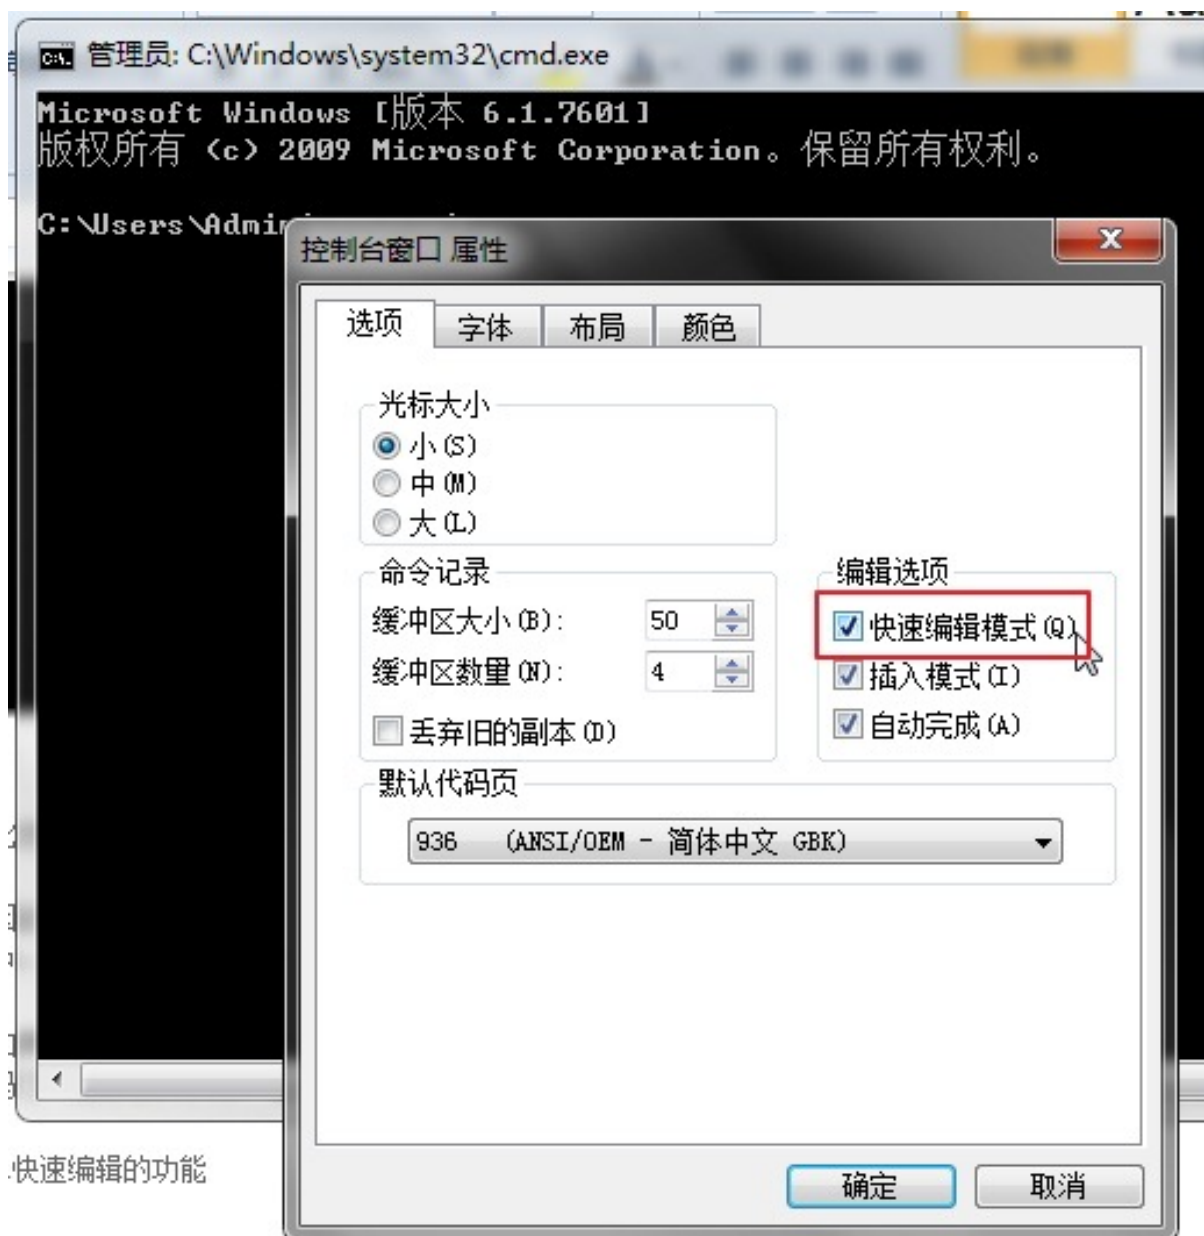 管理员: C:\Windows\system32\cmd.exe
Microsoft Windows [版本 6.1.7601]
版权所有 (c) 2009 Microsoft Corporation。保留所有权利。
C:\Users\Admin
控制台窗口 属性
选项 字体 布局 颜色
光标大小
小(S)
中(M)
大(L)
命令记录
缓冲区大小(B): 50
缓冲区数量(N): 4
丢弃旧的副本(D)
编辑选项
快速编辑模式(Q)
插入模式(I)
自动完成(A)
默认代码页
936 (ANSI/OEM - 简体中文 GBK)
快速编辑的功能
确定 取消